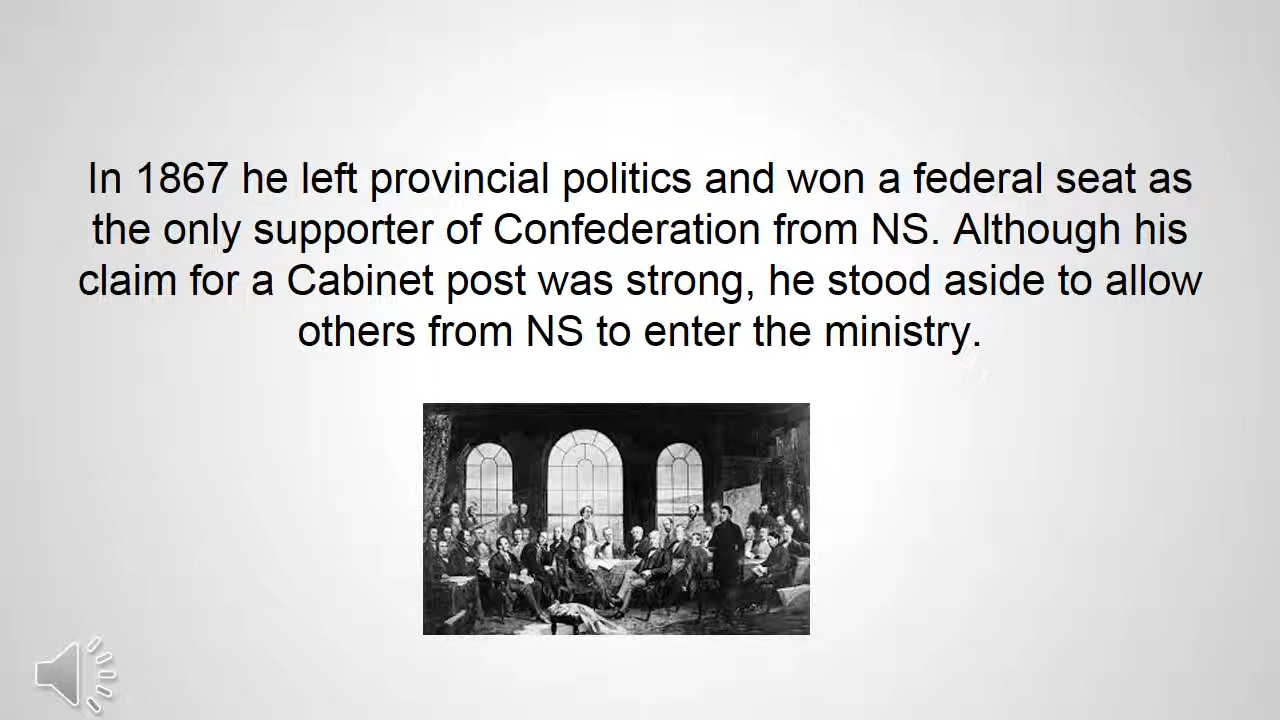 In 1867 he left provincial politics and won a federal seat as
the only supporter of Confederation from NS. Although his
claim for a Cabinet post was strong, he stood aside to allow
others from NS to enter the ministry.